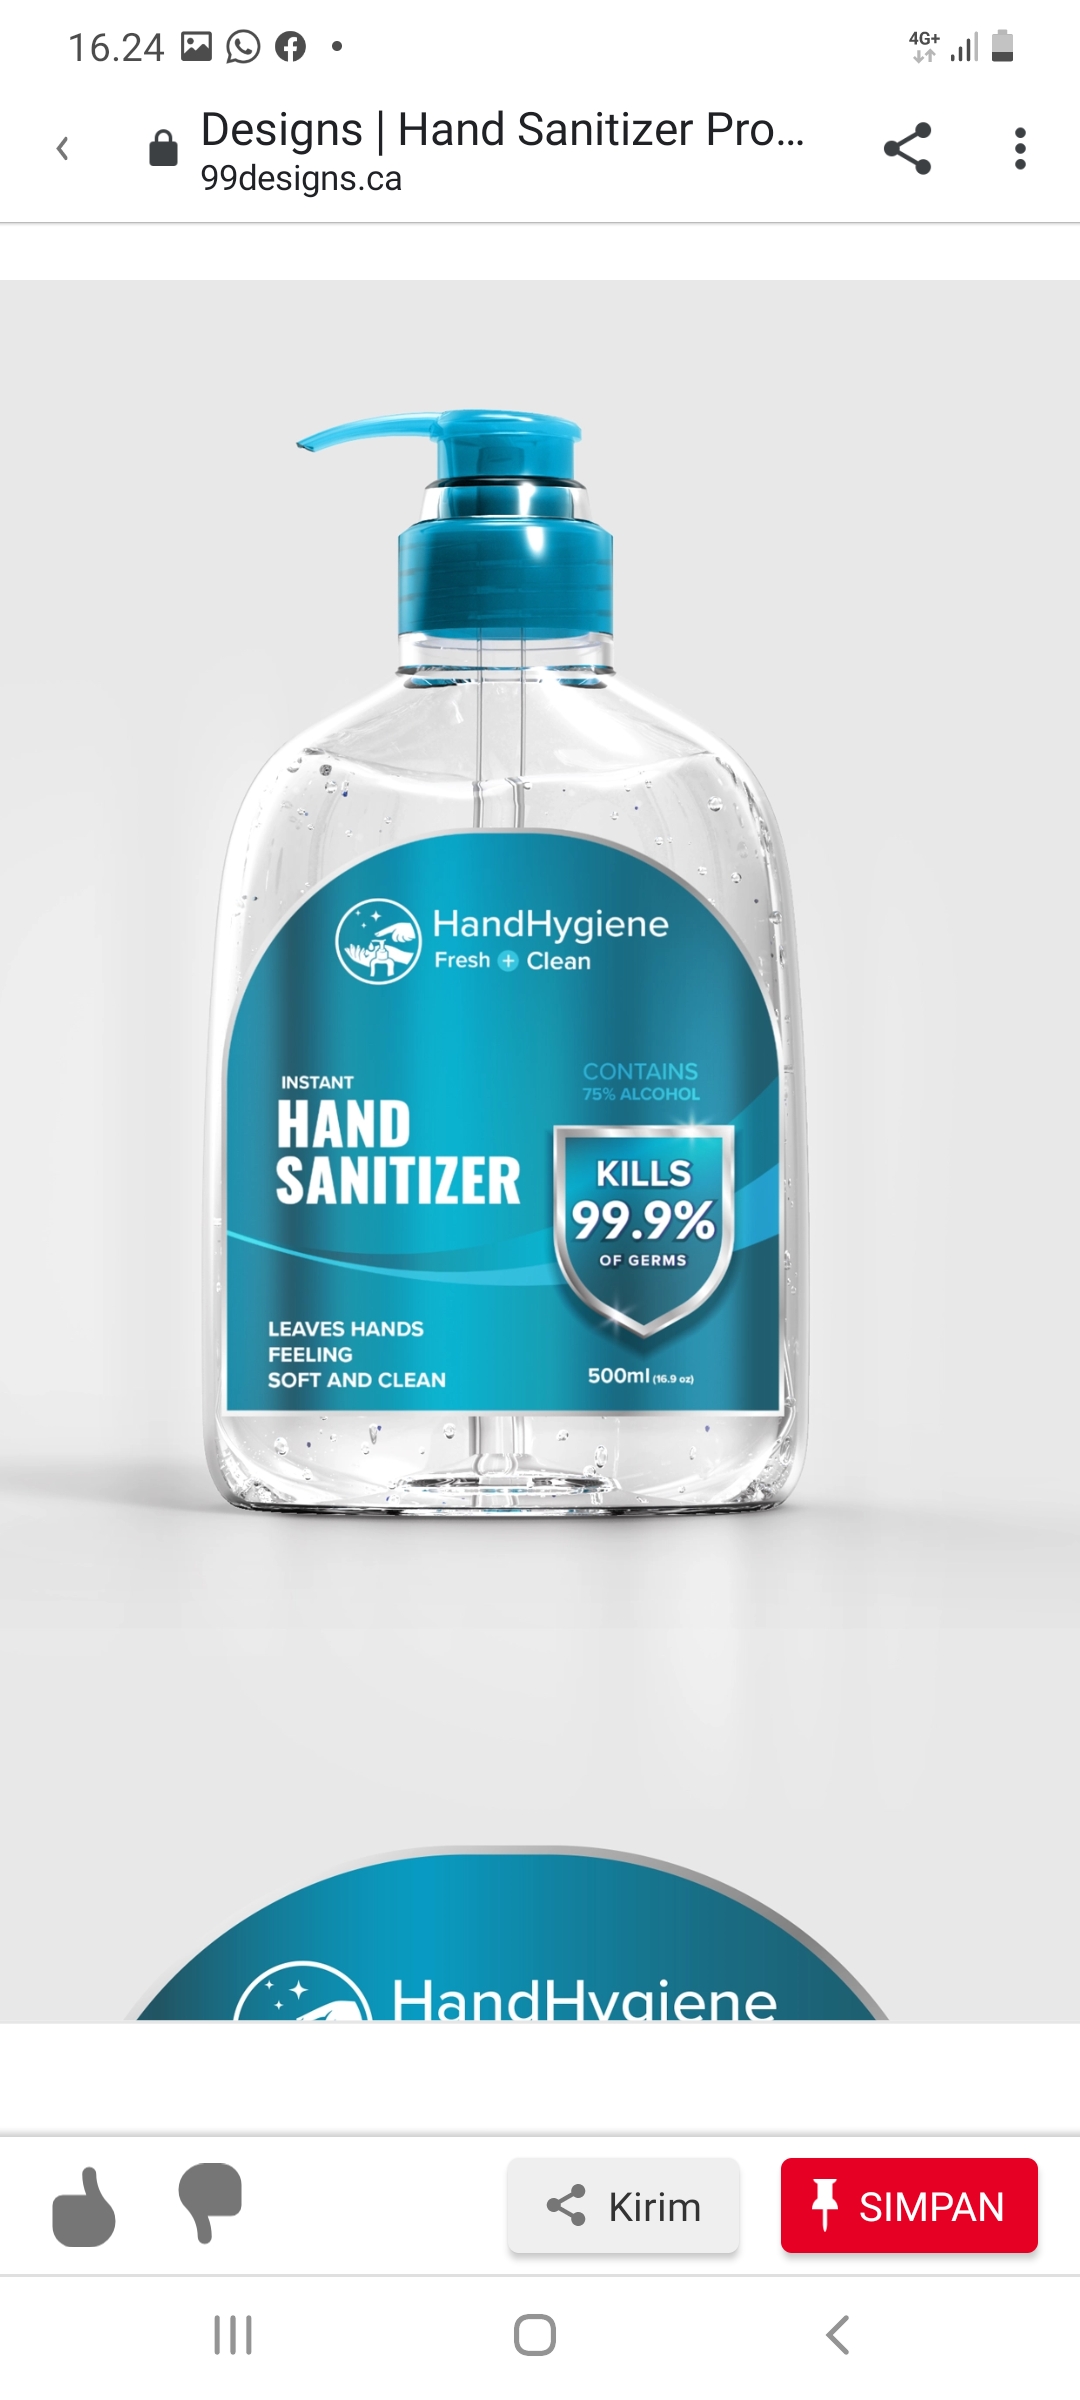 16.24
4G+
Designs | Hand Sanitizer Pro...
99designs.ca
HandHygiene
Fresh + Clean
CONTAINS
75% ALCOHOL
INSTANT
HAND
SANITIZER
KILLS
99.9%
OF GERMS
LEAVES HANDS
FEELING
SOFT AND CLEAN
500ml (16.9 oz)
HandHygiene
Kirim
SIMPAN